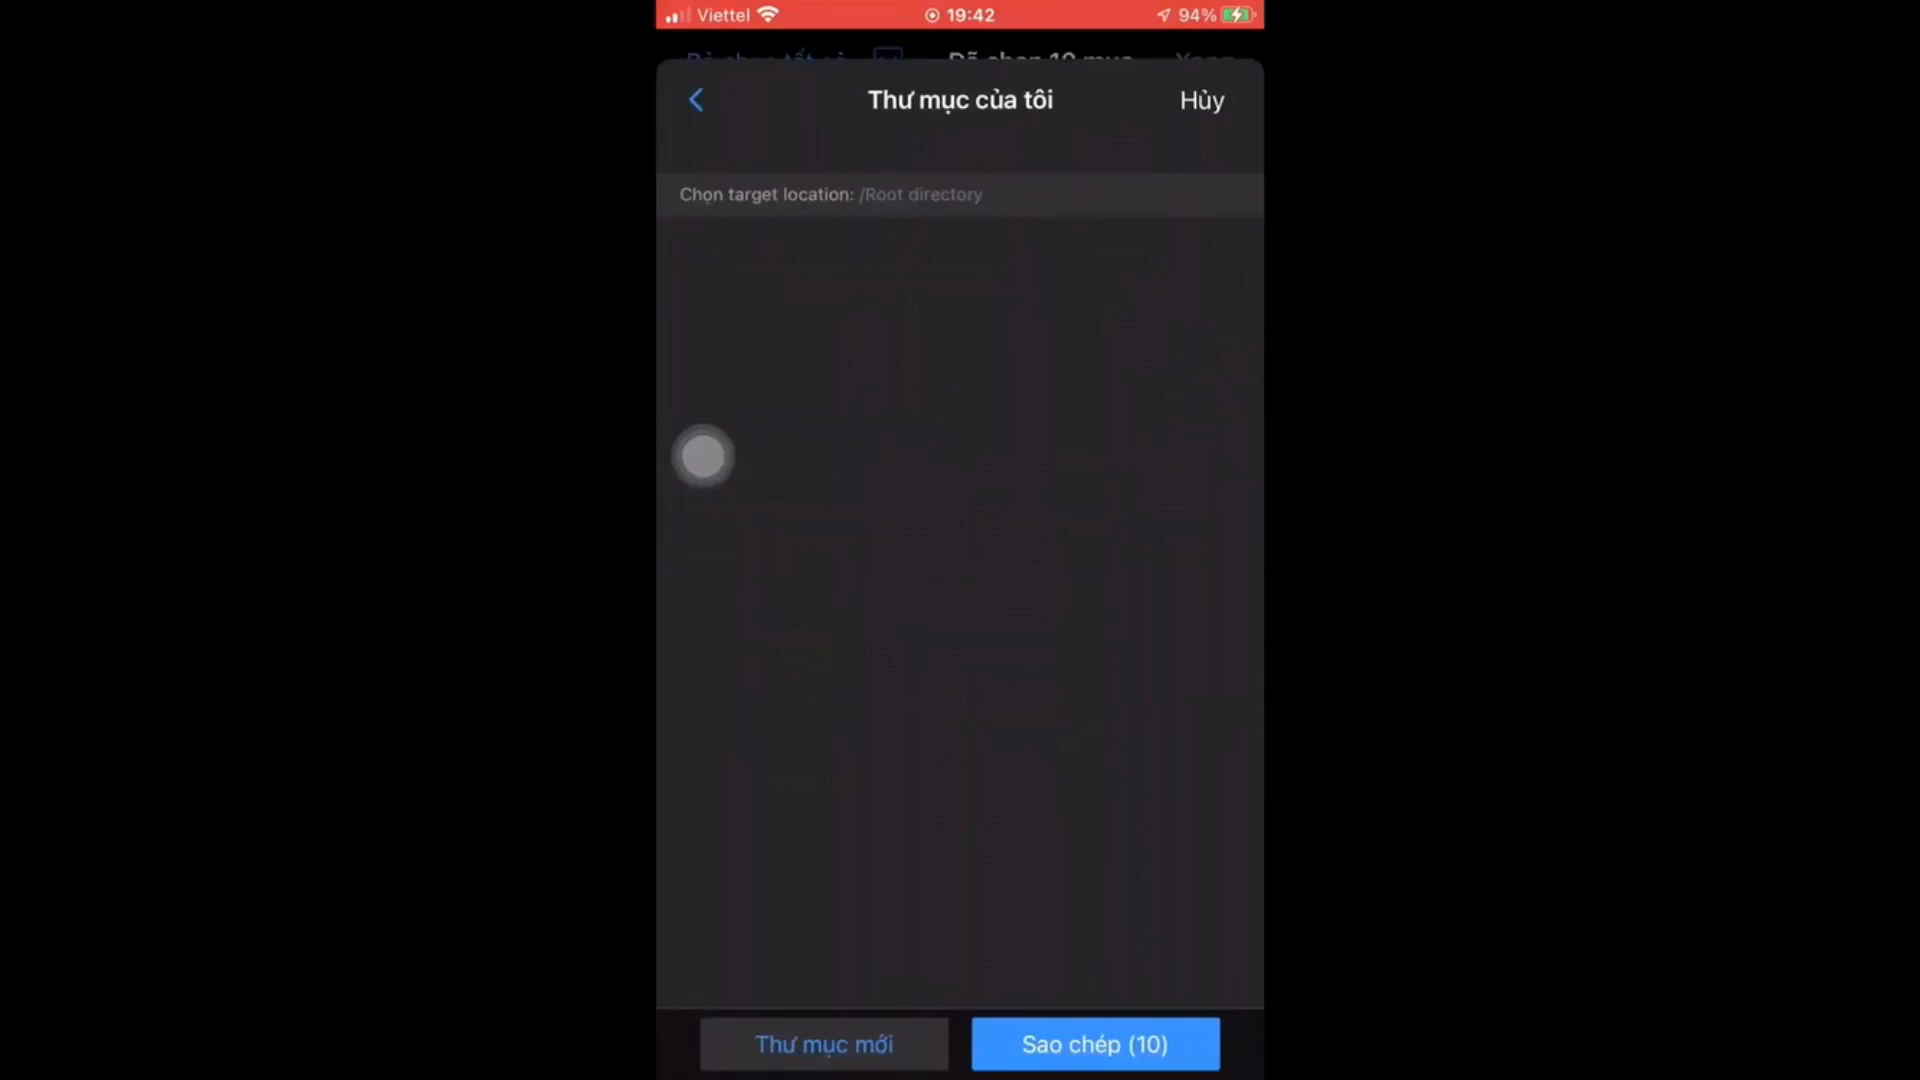 Viettel 19:42 94%
Thư mục của tôi Hủy
Chọn target location: /Root directory
Thư mục mới Sao chép (10)